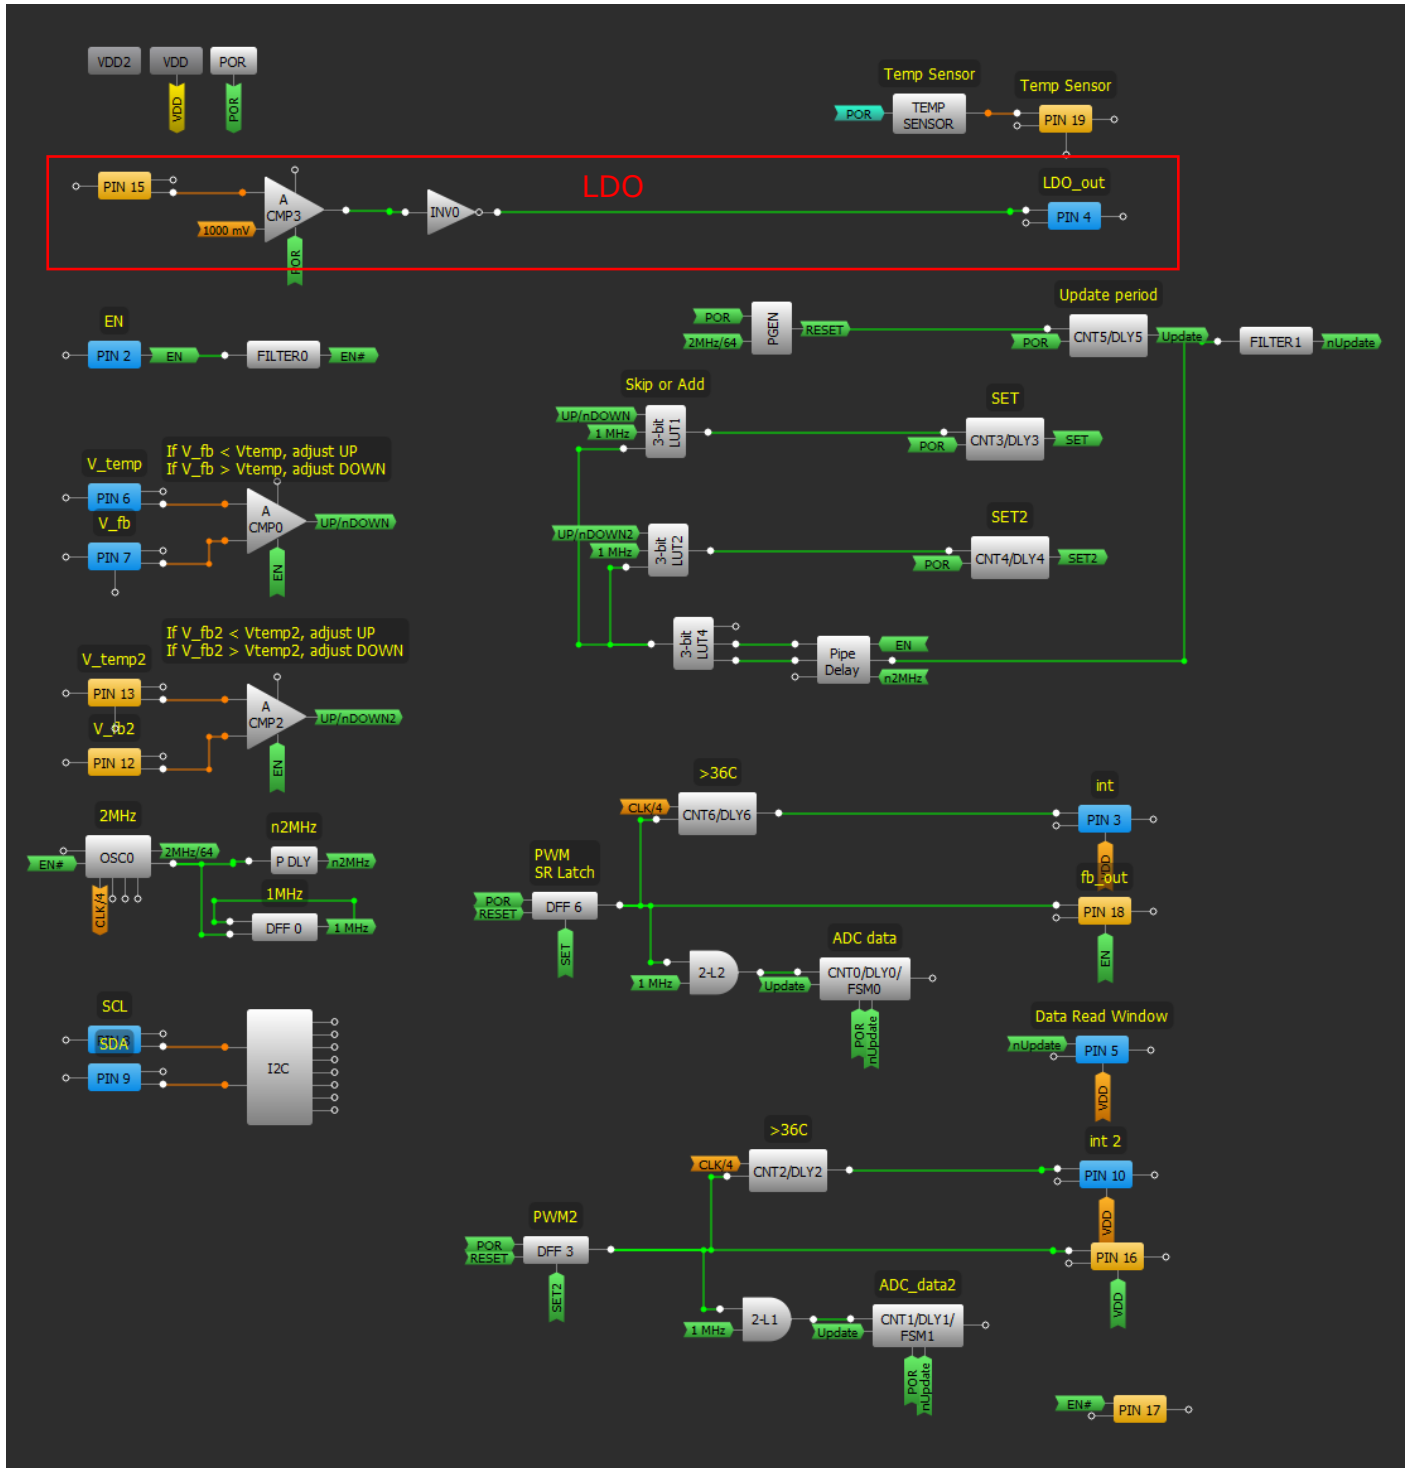 VDD2
VDD
POR
VDD
POR
Temp Sensor
POR
TEMP
SENSOR
Temp Sensor
PIN 19
LDO
PIN 15
1000 mV
A
CMP3
POR
INV0
LDO_out
PIN 4
EN
PIN 2
EN
FILTER0
EN#
POR
2MHz/64
PGEN
RESET
Update period
POR
CNT5/DLY5
Update
FILTER1
nUpdate
Skip or Add
UP/nDOWN
1 MHz
3-bit
LUT1
SET
POR
CNT3/DLY3
SET
If V_fb < Vtemp, adjust UP
If V_fb > Vtemp, adjust DOWN
V_temp
PIN 6
V_fb
PIN 7
A
CMP0
UP/nDOWN
EN
UP/nDOWN2
1 MHz
3-bit
LUT2
SET2
POR
CNT4/DLY4
SET2
3-bit
LUT4
Pipe
Delay
EN
n2MHz
If V_fb2 < Vtemp2, adjust UP
If V_fb2 > Vtemp2, adjust DOWN
V_temp2
PIN 13
PIN 12
A
CMP2
UP/nDOWN2
EN
2MHz
OSC0
EN#
CLK/4
2MHz/64
n2MHz
P DLY
n2MHz
1MHz
DFF 0
1 MHz
>36C
CLK/4
CNT6/DLY6
int
PIN 3
PWM
SR Latch
POR
RESET
DFF 6
SET
fb_out
PIN 18
EN
1 MHz
2-L2
ADC data
Update
CNT0/DLY0/
FSM0
POR
nUpdate
SCL
SDA
PIN 9
I2C
Data Read Window
nUpdate
PIN 5
VDD
>36C
CLK/4
CNT2/DLY2
int 2
PIN 10
VDD
PWM2
POR
RESET
DFF 3
SET2
PIN 16
VDD
1 MHz
2-L1
ADC_data2
Update
CNT1/DLY1/
FSM1
POR
nUpdate
EN#
PIN 17